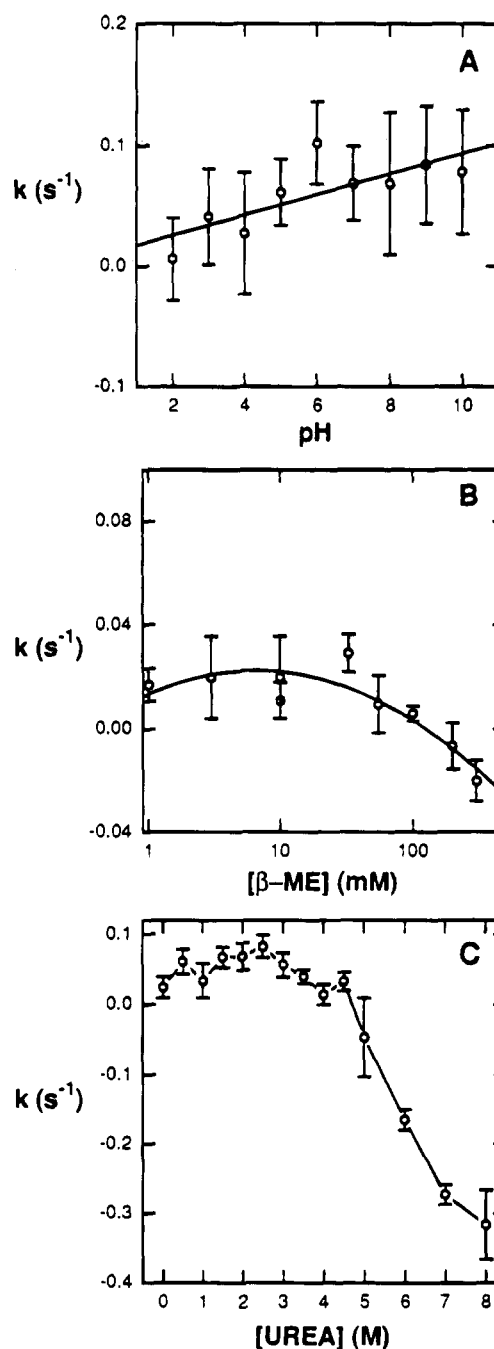 A
0.2
0.1
k (s⁻¹)
0.0
-0.1
2 4 6 8 10
pH
B
0.08
0.04
k (s⁻¹)
0.00
-0.04
1 10 100
[β–ME] (mM)
C
0.1
0.0
-0.1
k (s⁻¹)
-0.2
-0.3
-0.4
0 1 2 3 4 5 6 7 8
[UREA] (M)